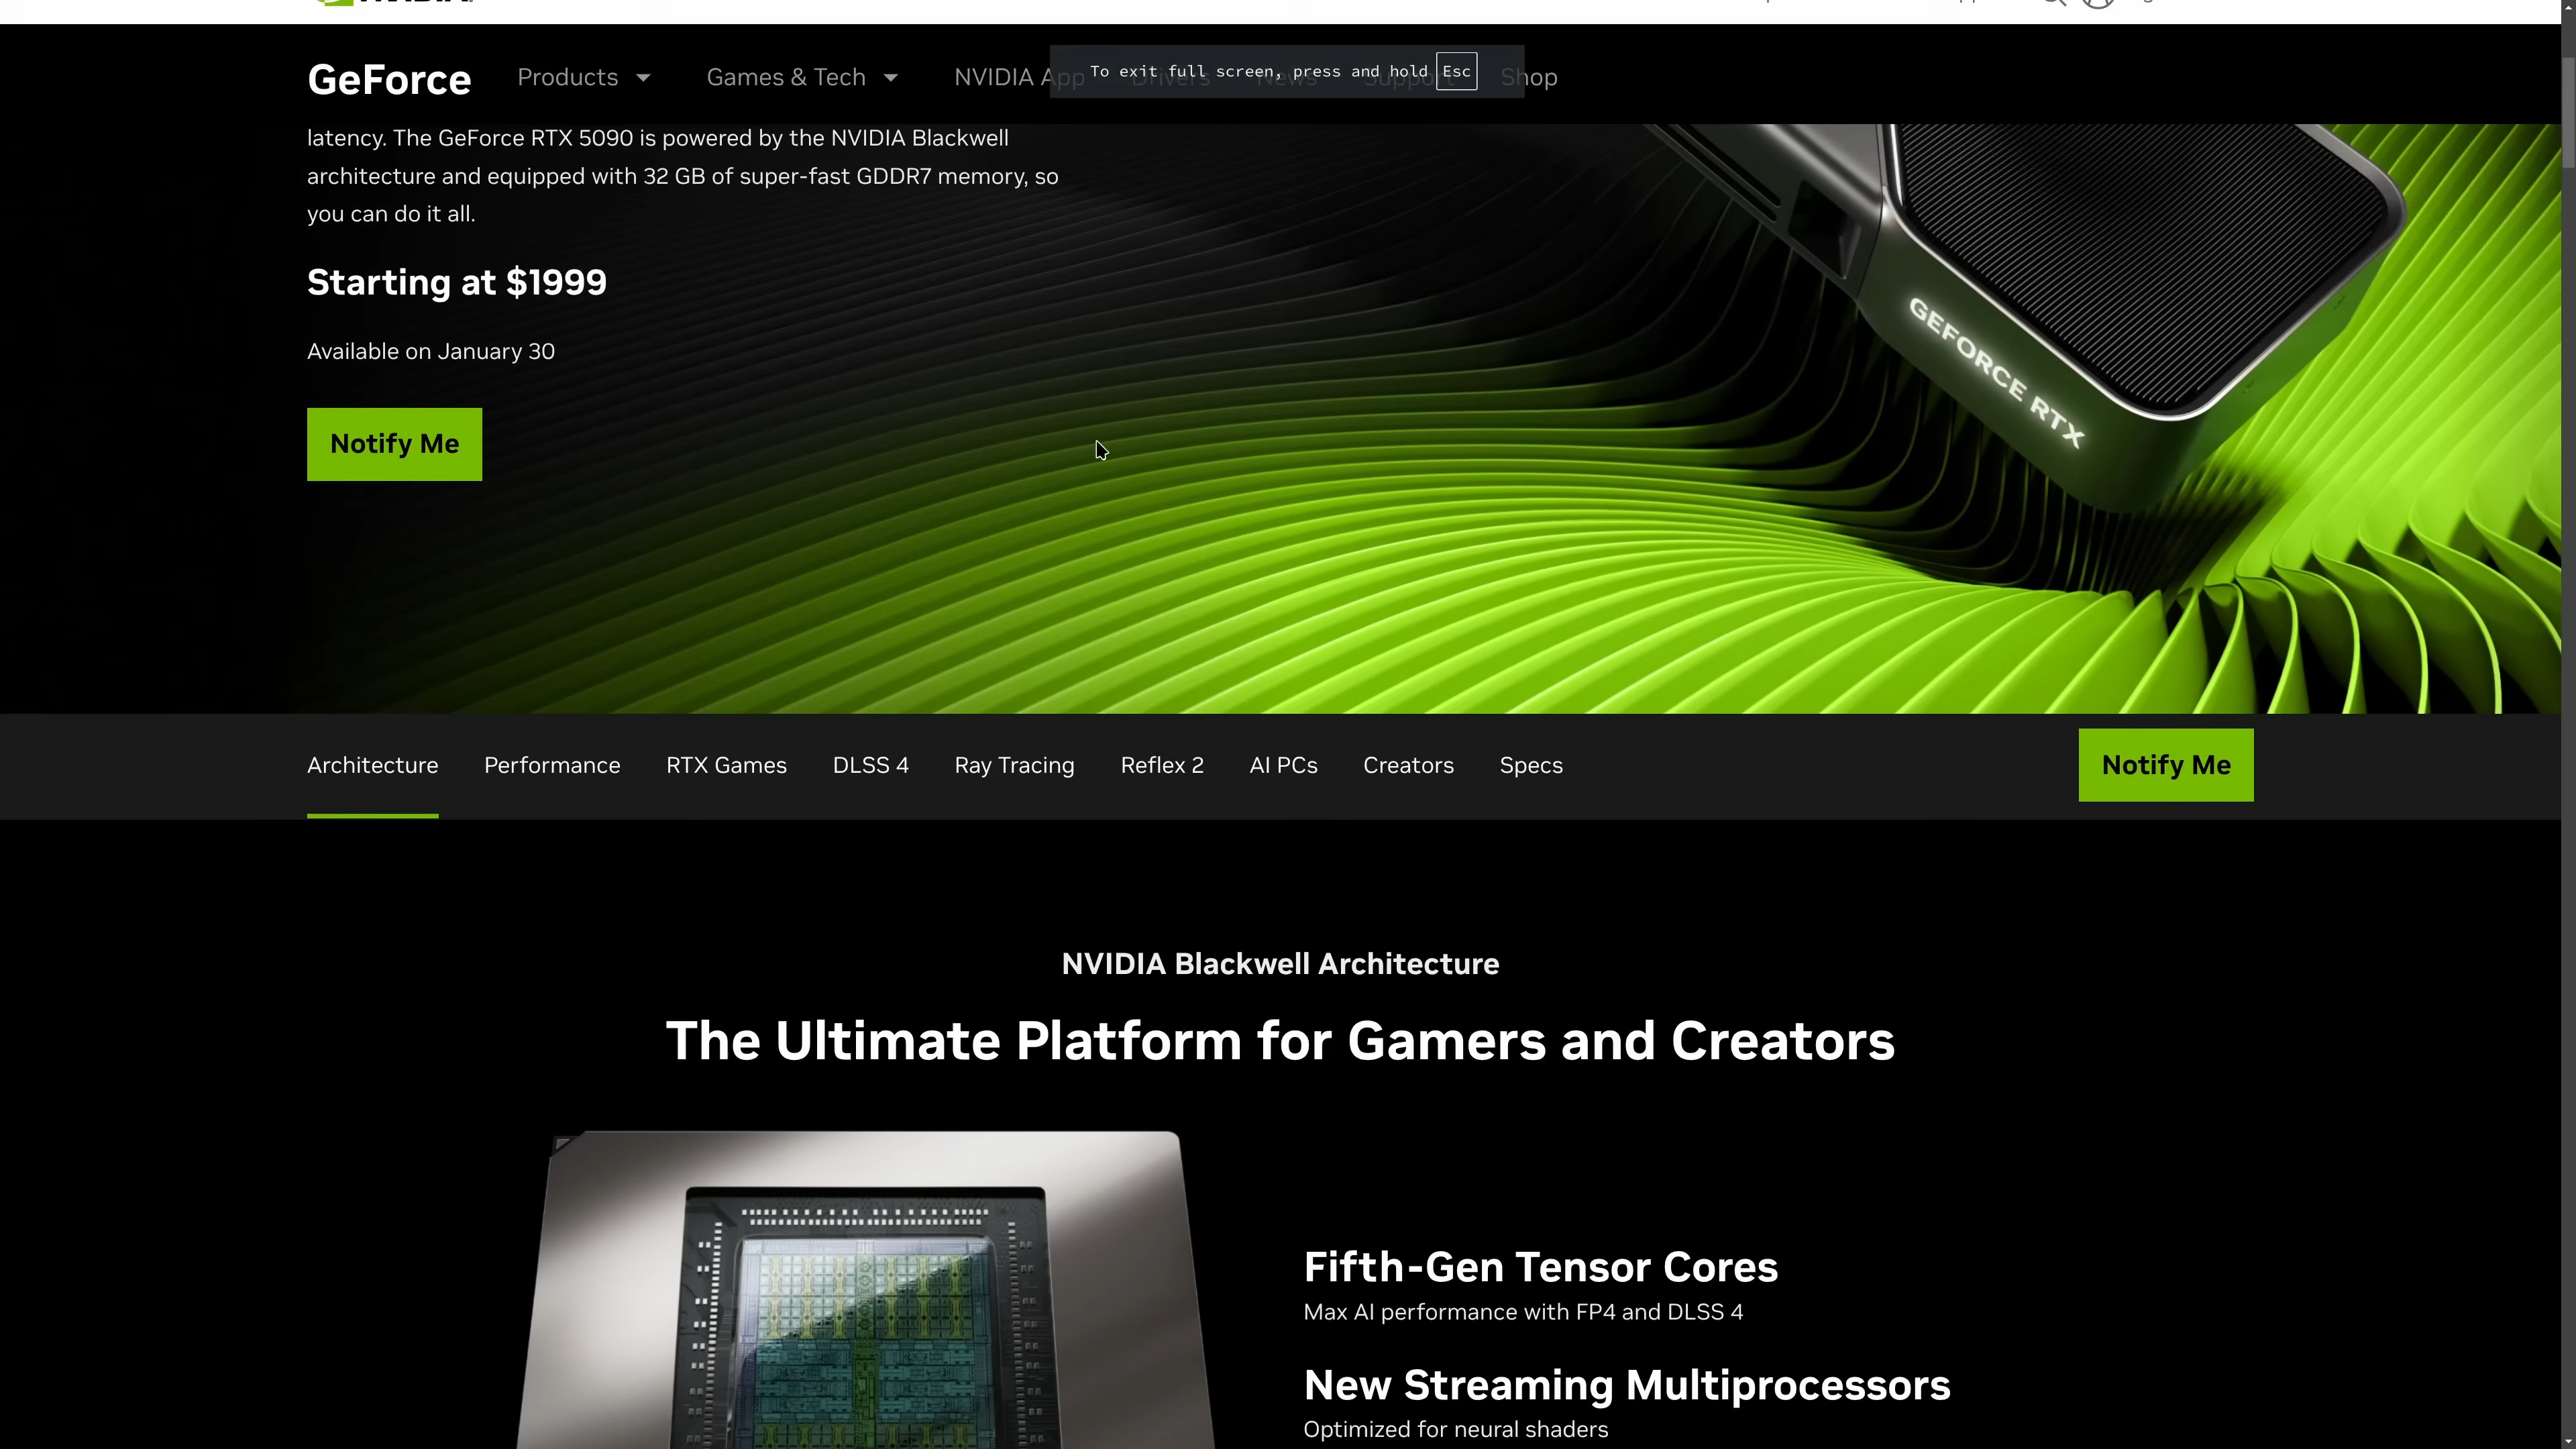 GeForce Products Games & Tech NVIDIA App Drivers News Support Shop
To exit full screen, press and hold Esc
latency. The GeForce RTX 5090 is powered by the NVIDIA Blackwell
architecture and equipped with 32 GB of super-fast GDDR7 memory, so
you can do it all.
Starting at $1999
Available on January 30
Notify Me
GEFORCE RTX
Architecture Performance RTX Games DLSS 4 Ray Tracing Reflex 2 AI PCs Creators Specs Notify Me
NVIDIA Blackwell Architecture
The Ultimate Platform for Gamers and Creators
Fifth-Gen Tensor Cores
Max AI performance with FP4 and DLSS 4
New Streaming Multiprocessors
Optimized for neural shaders